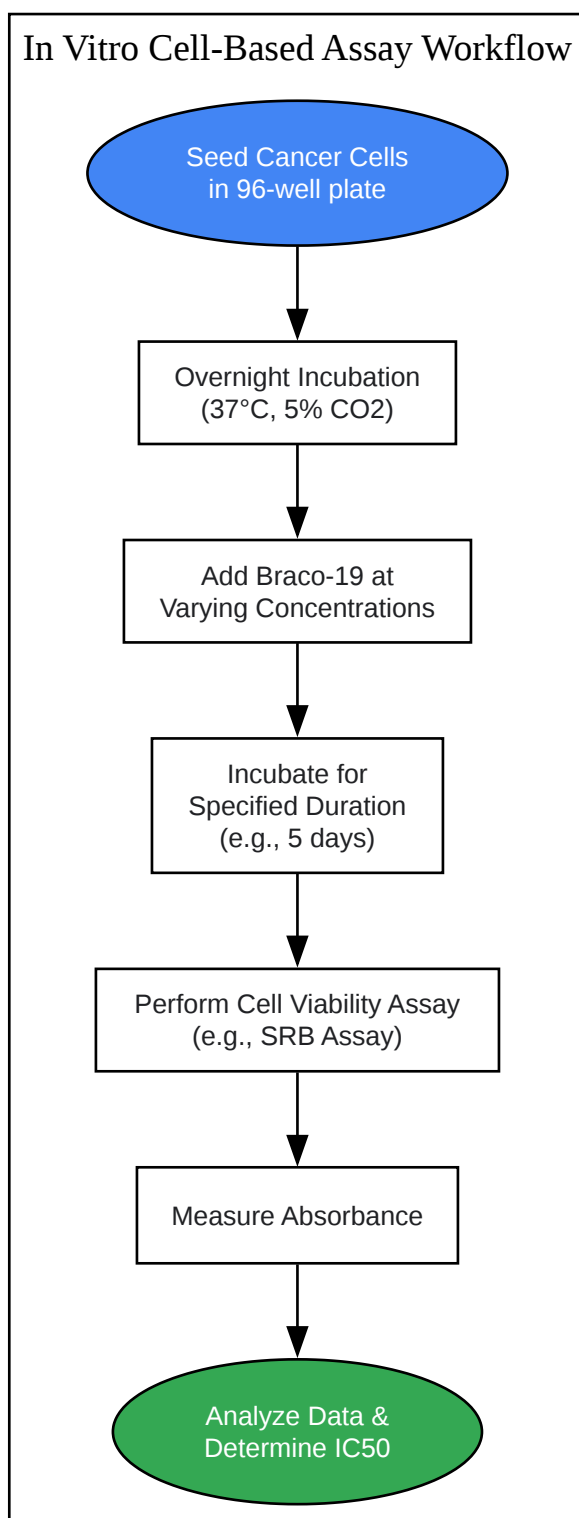 In Vitro Cell-Based Assay Workflow
Seed Cancer Cells
in 96-well plate
Overnight Incubation
(37°C, 5% CO2)
Add Braco-19 at
Varying Concentrations
Incubate for
Specified Duration
(e.g., 5 days)
Perform Cell Viability Assay
(e.g., SRB Assay)
Measure Absorbance
Analyze Data &
Determine IC50